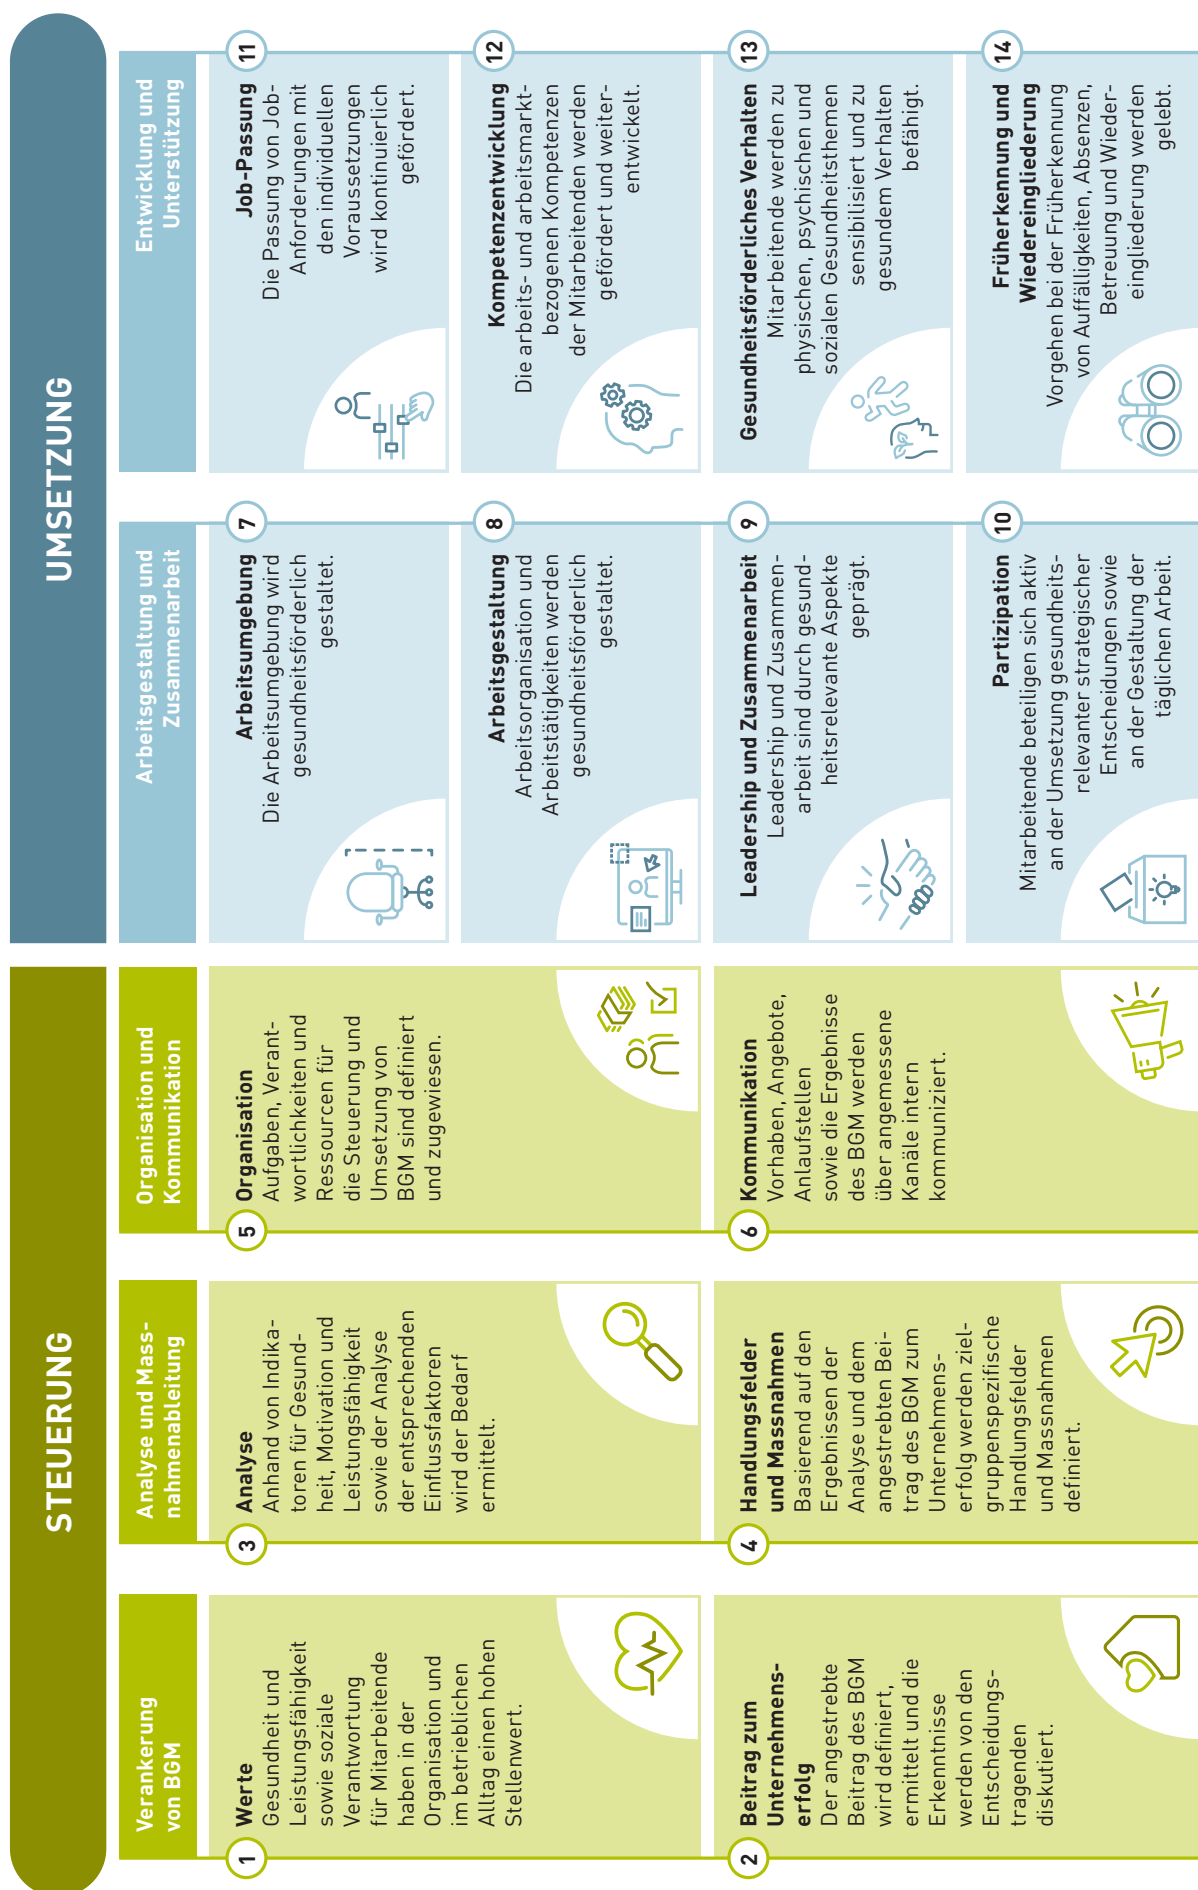 STEUERUNG
UMSETZUNG
Verankerung
von BGM
Analyse und Mass-
nahmenableitung
Organisation und
Kommunikation
Arbeitsgestaltung und
Zusammenarbeit
Entwicklung und
Unterstützung
1
Werte
Gesundheit und
Leistungsfähigkeit
sowie soziale
Verantwortung
für Mitarbeitende
haben in der
Organisation und
im betrieblichen
Alltag einen hohen
Stellenwert.
2
Beitrag zum
Unternehmens-
erfolg
Der angestrebte
Beitrag des BGM
wird definiert,
ermittelt und die
Erkenntnisse
werden von den
Entscheidungs-
tragenden
diskutiert.
3
Analyse
Anhand von Indika-
toren für Gesund-
heit, Motivation und
Leistungsfähigkeit
sowie der Analyse
der entsprechenden
Einflussfaktoren
wird der Bedarf
ermittelt.
4
Handlungsfelder
und Massnahmen
Basierend auf den
Ergebnissen der
Analyse und dem
angestrebten Bei-
trag des BGM zum
Unternehmens-
erfolg werden ziel-
gruppenspezifische
Handlungsfelder
und Massnahmen
definiert.
5
Organisation
Aufgaben, Verant-
wortlichkeiten und
Ressourcen für
die Steuerung und
Umsetzung von
BGM sind definiert
und zugewiesen.
6
Kommunikation
Vorhaben, Angebote,
Anlaufstellen
sowie die Ergebnisse
des BGM werden
über angemessene
Kanäle intern
kommuniziert.
7
Arbeitsumgebung
Die Arbeitsumgebung wird
gesundheitsförderlich
gestaltet.
8
Arbeitsgestaltung
Arbeitsorganisation und
Arbeitstätigkeiten werden
gesundheitsförderlich
gestaltet.
9
Leadership und Zusammenarbeit
Leadership und Zusammen-
arbeit sind durch gesund-
heitsrelevante Aspekte
geprägt.
10
Partizipation
Mitarbeitende beteiligen sich aktiv
an der Umsetzung gesundheits-
relevanter strategischer
Entscheidungen sowie
an der Gestaltung der
täglichen Arbeit.
11
Job-Passung
Die Passung von Job-
Anforderungen mit
den individuellen
Voraussetzungen
wird kontinuierlich
gefördert.
12
Kompetenzentwicklung
Die arbeits- und arbeitsmarkt-
bezogenen Kompetenzen
der Mitarbeitenden werden
gefördert und weiter-
entwickelt.
13
Gesundheitsförderliches Verhalten
Mitarbeitende werden zu
physischen, psychischen und
sozialen Gesundheitsthemen
sensibilisiert und zu
gesundem Verhalten
befähigt.
14
Früherkennung und
Wiedereingliederung
Vorgehen bei der Früherkennung
von Auffälligkeiten, Absenzen,
Betreuung und Wieder-
eingliederung werden
gelebt.